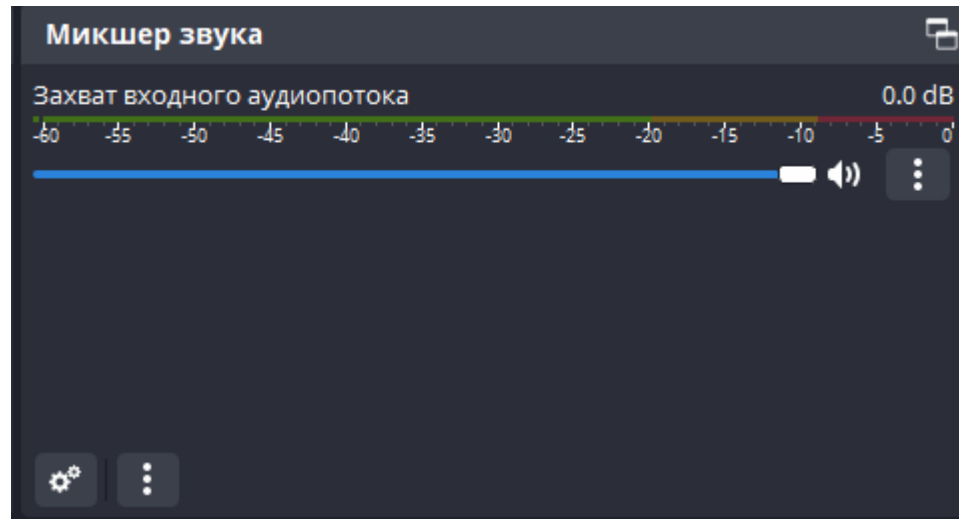 Микшер звука
Захват входного аудиопотока 0.0 dB
-60 -55 -50 -45 -40 -35 -30 -25 -20 -15 -10 -5 0